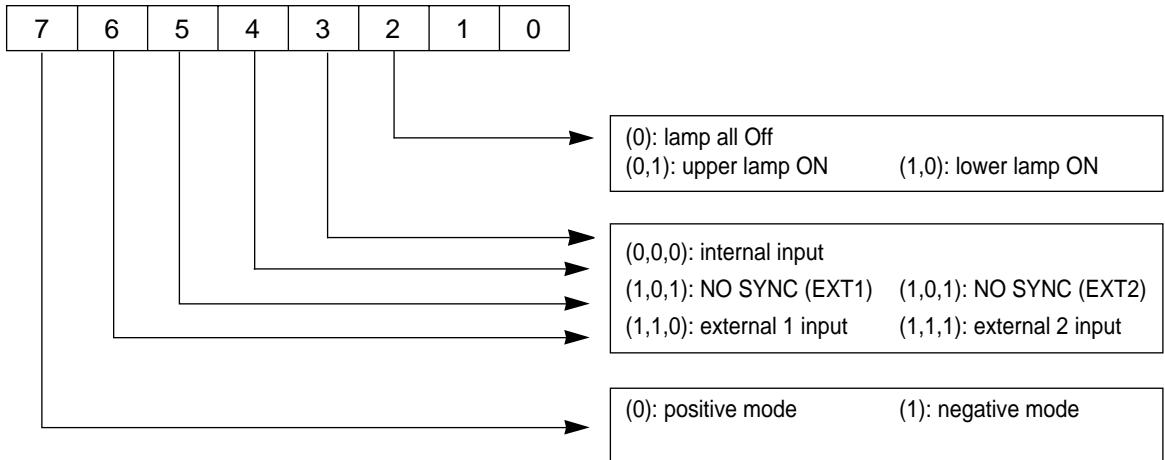 7 6 5 4 3 2 1 0
(0): lamp all Off
(0,1): upper lamp ON (1,0): lower lamp ON
(0,0,0): internal input
(1,0,1): NO SYNC (EXT1) (1,0,1): NO SYNC (EXT2)
(1,1,0): external 1 input (1,1,1): external 2 input
(0): positive mode (1): negative mode